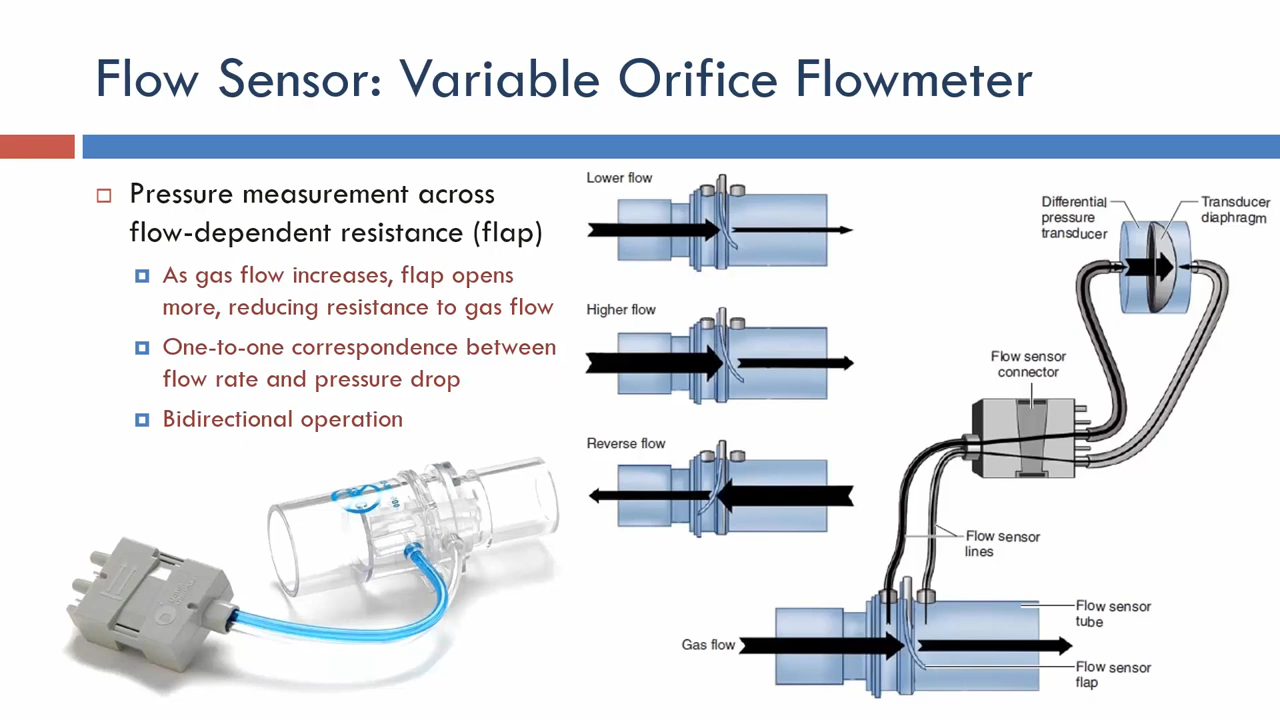 Flow Sensor: Variable Orifice Flowmeter
Pressure measurement across
flow-dependent resistance (flap)
As gas flow increases, flap opens
more, reducing resistance to gas flow
One-to-one correspondence between
flow rate and pressure drop
Bidirectional operation
Lower flow
Higher flow
Reverse flow
Differential
pressure
transducer
Transducer
diaphragm
Flow sensor
connector
Flow sensor
lines
Gas flow
Flow sensor
tube
Flow sensor
flap